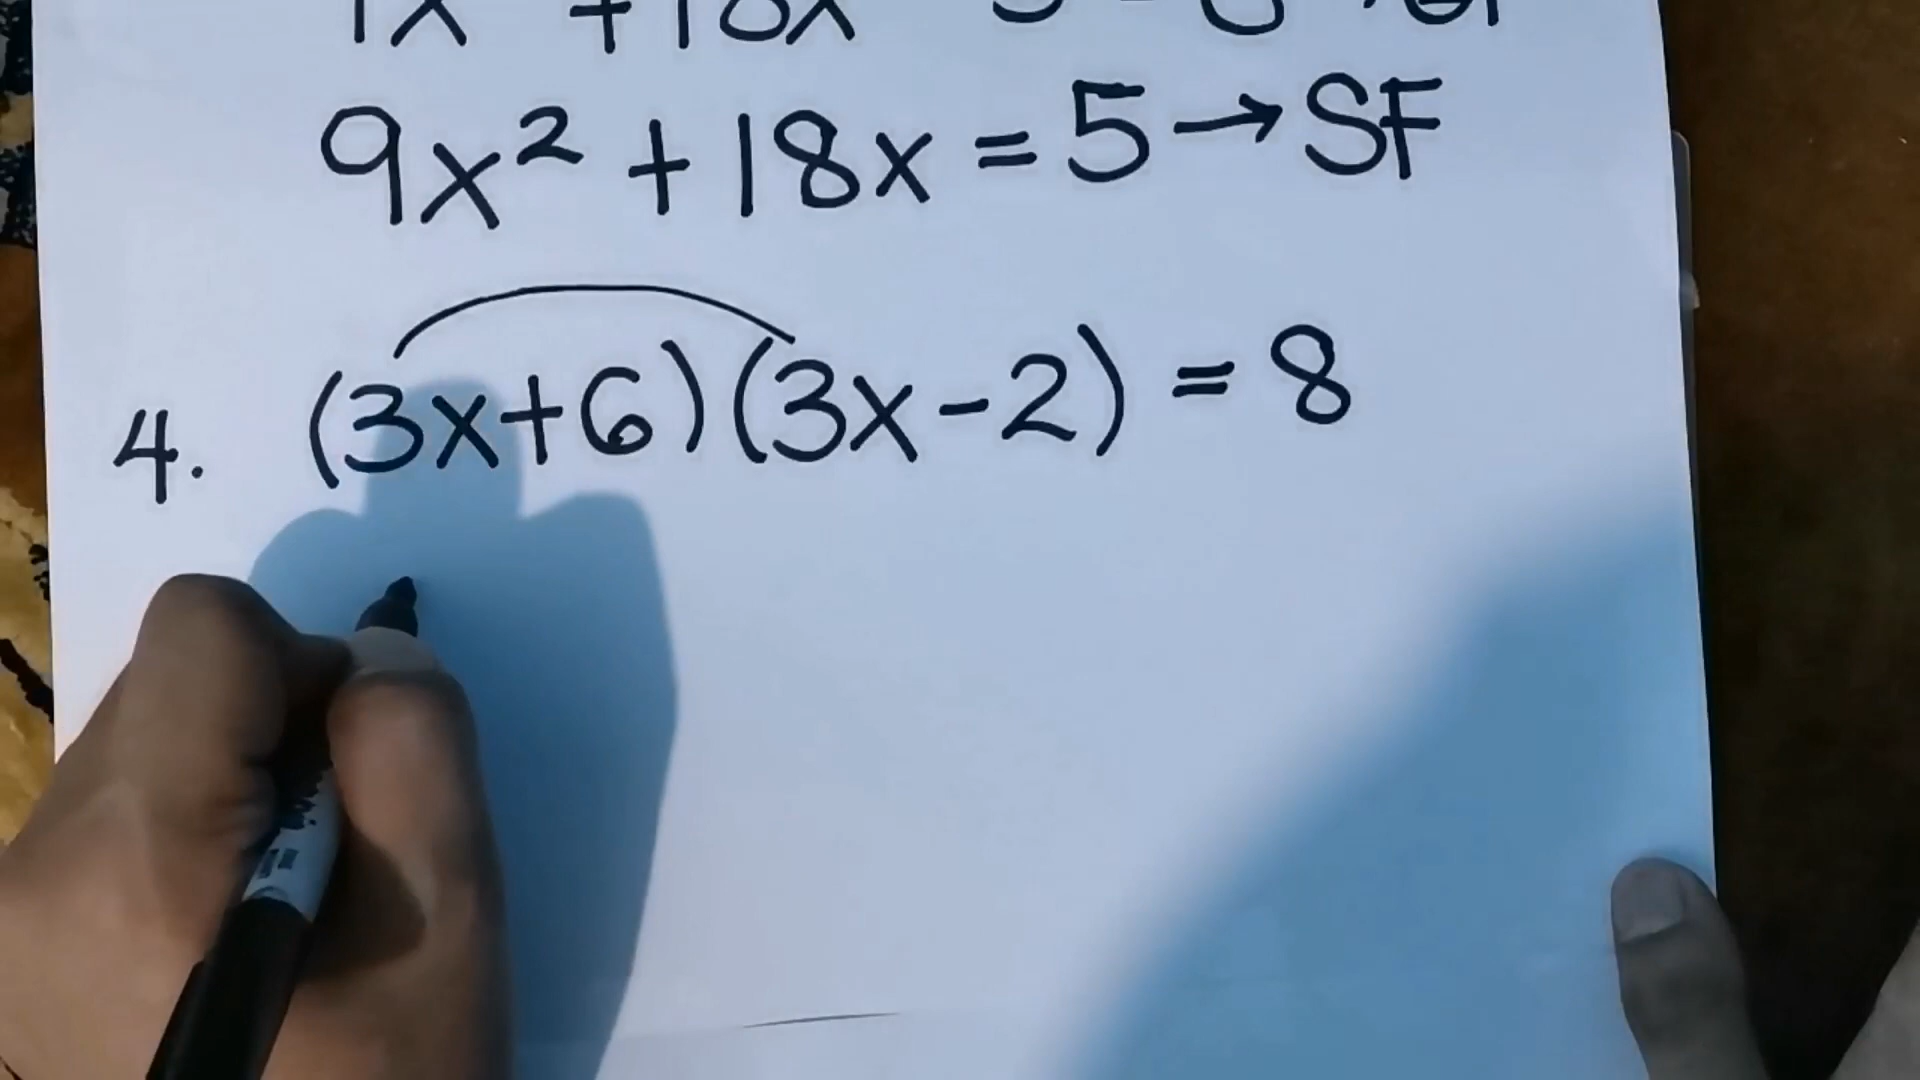 9x² + 18x = 5 → SF
4. (3x+6)(3x-2) = 8